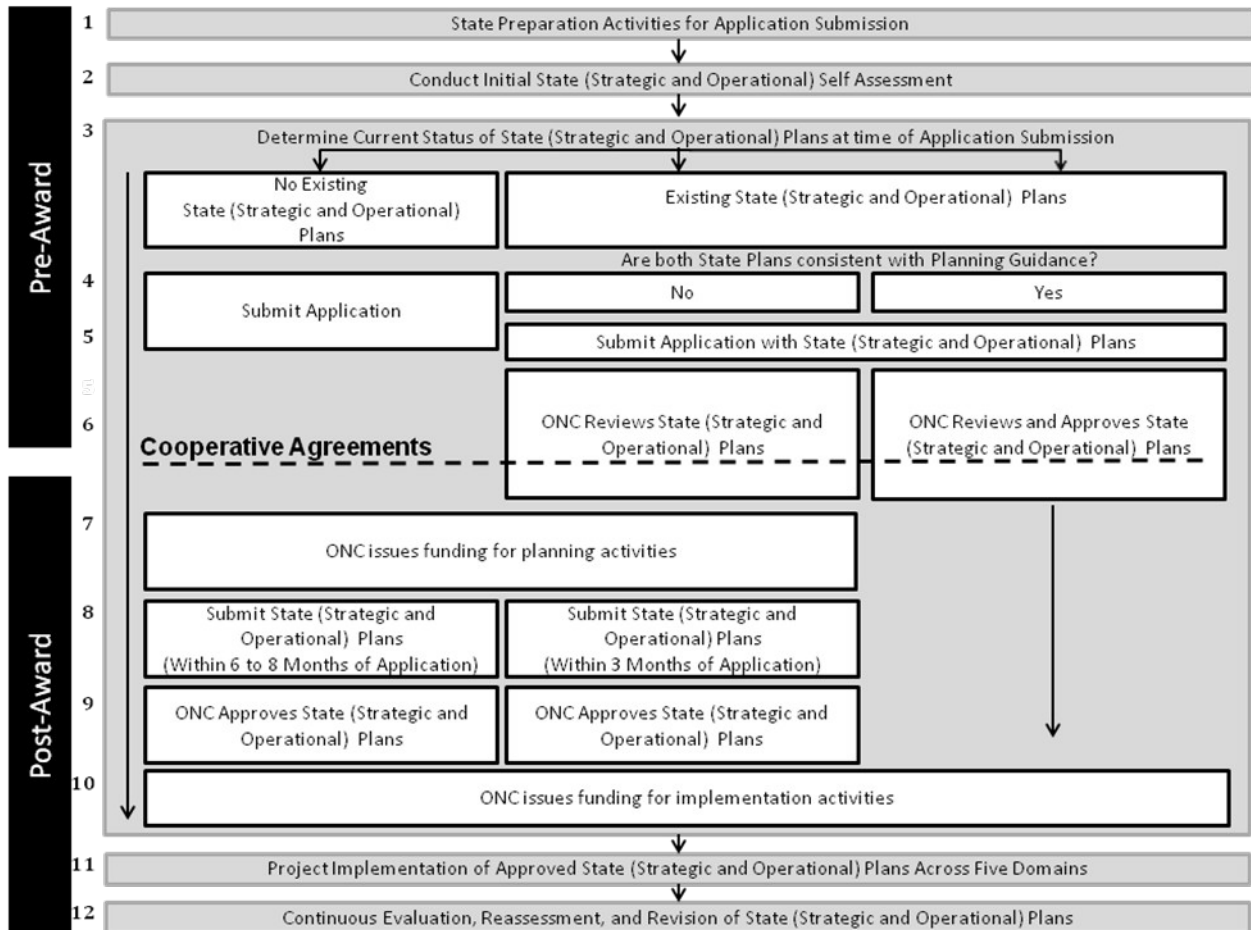 Pre-Award
Post-Award
1
State Preparation Activities for Application Submission
2
Conduct Initial State (Strategic and Operational) Self Assessment
3
Determine Current Status of State (Strategic and Operational) Plans at time of Application Submission
No Existing
State (Strategic and Operational)
Plans
Existing State (Strategic and Operational) Plans
Are both State Plans consistent with Planning Guidance?
4
Submit Application
No
Yes
5
Submit Application with State (Strategic and Operational) Plans
6
ONC Reviews State (Strategic and
Operational) Plans
ONC Reviews and Approves State
(Strategic and Operational) Plans
Cooperative Agreements
7
ONC issues funding for planning activities
8
Submit State (Strategic and
Operational) Plans
(Within 6 to 8 Months of Application)
Submit State (Strategic and
Operational) Plans
(Within 3 Months of Application)
9
ONC Approves State (Strategic and
Operational) Plans
ONC Approves State (Strategic and
Operational) Plans
10
ONC issues funding for implementation activities
11
Project Implementation of Approved State (Strategic and Operational) Plans Across Five Domains
12
Continuous Evaluation, Reassessment, and Revision of State (Strategic and Operational) Plans